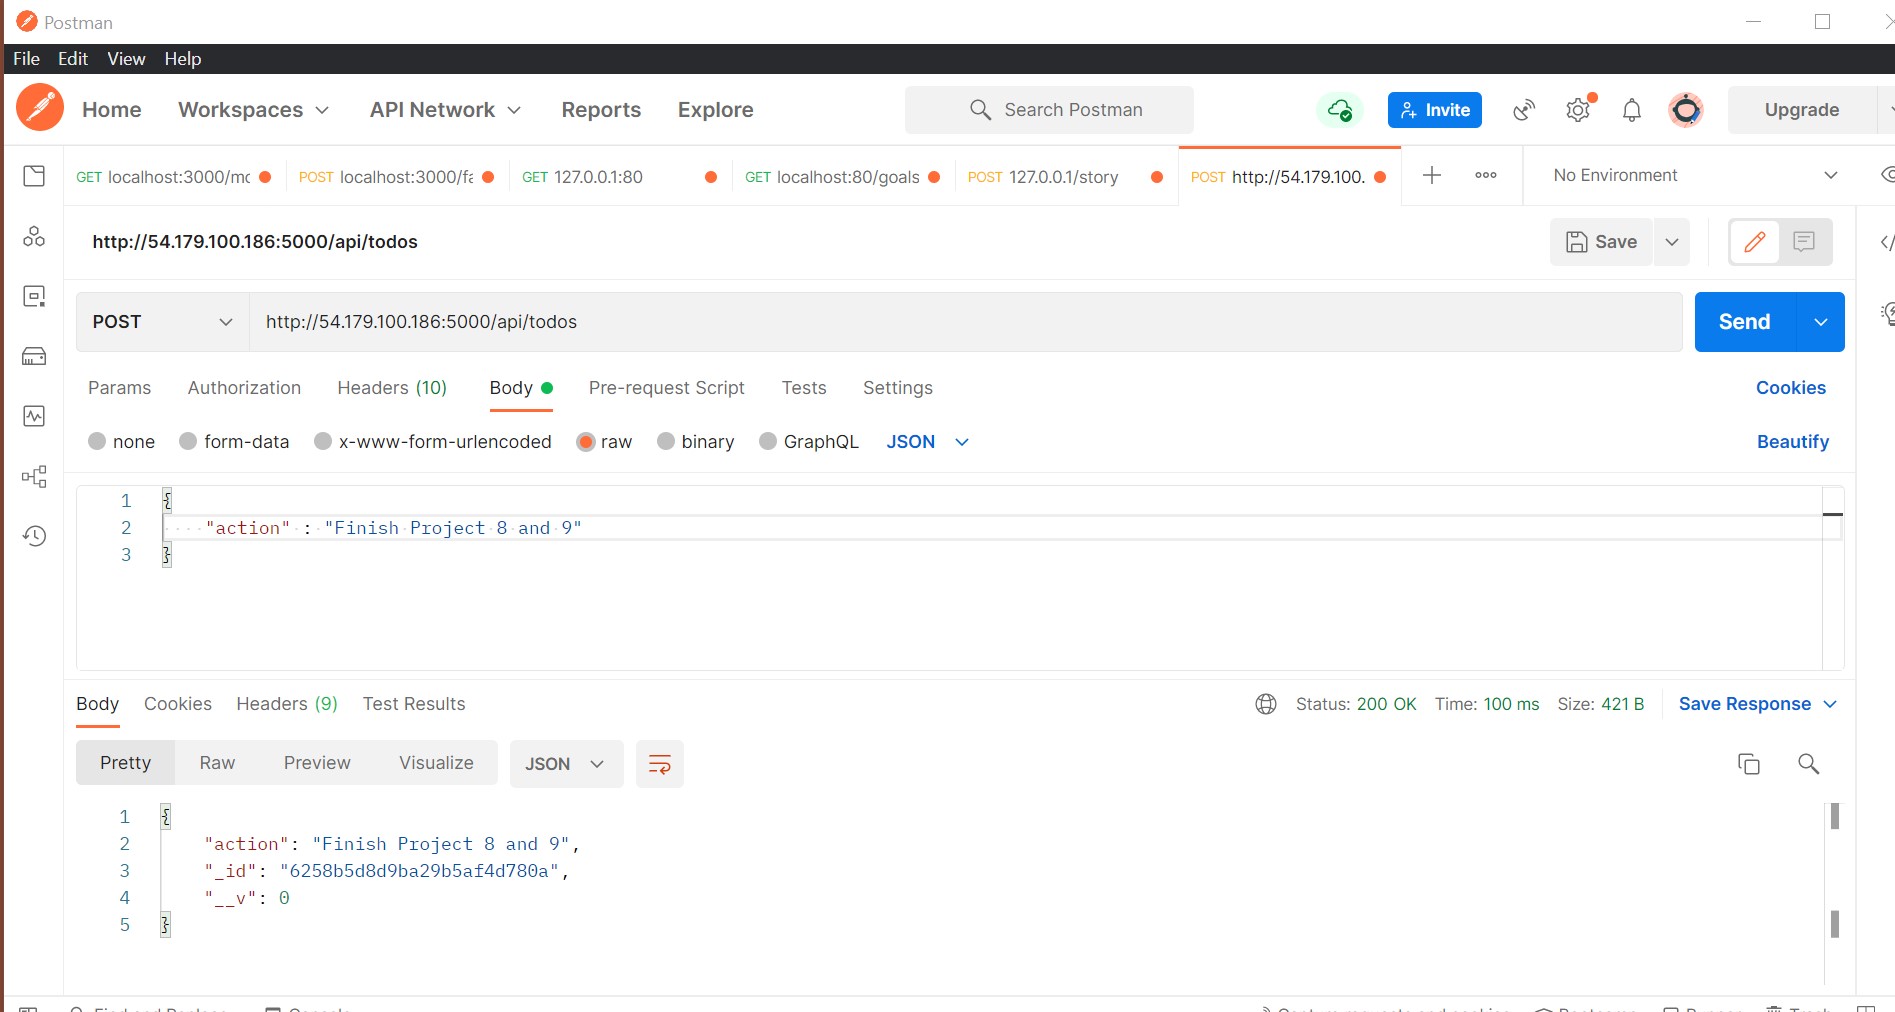 Postman
File Edit View Help
Home Workspaces API Network Reports Explore Search Postman Invite Upgrade
GET localhost:3000/mc POST localhost:3000/fa GET 127.0.0.1:80 GET localhost:80/goals POST 127.0.0.1/story POST http://54.179.100. No Environment
http://54.179.100.186:5000/api/todos Save
POST http://54.179.100.186:5000/api/todos Send
Params Authorization Headers (10) Body Pre-request Script Tests Settings Cookies
none form-data x-www-form-urlencoded raw binary GraphQL JSON Beautify
1 {
2 "action" : "Finish Project 8 and 9"
3 }
Body Cookies Headers (9) Test Results Status: 200 OK Time: 100 ms Size: 421 B Save Response
Pretty Raw Preview Visualize JSON
1 {
2 "action": "Finish Project 8 and 9",
3 "_id": "6258b5d8d9ba29b5af4d780a",
4 "__v": 0
5 }